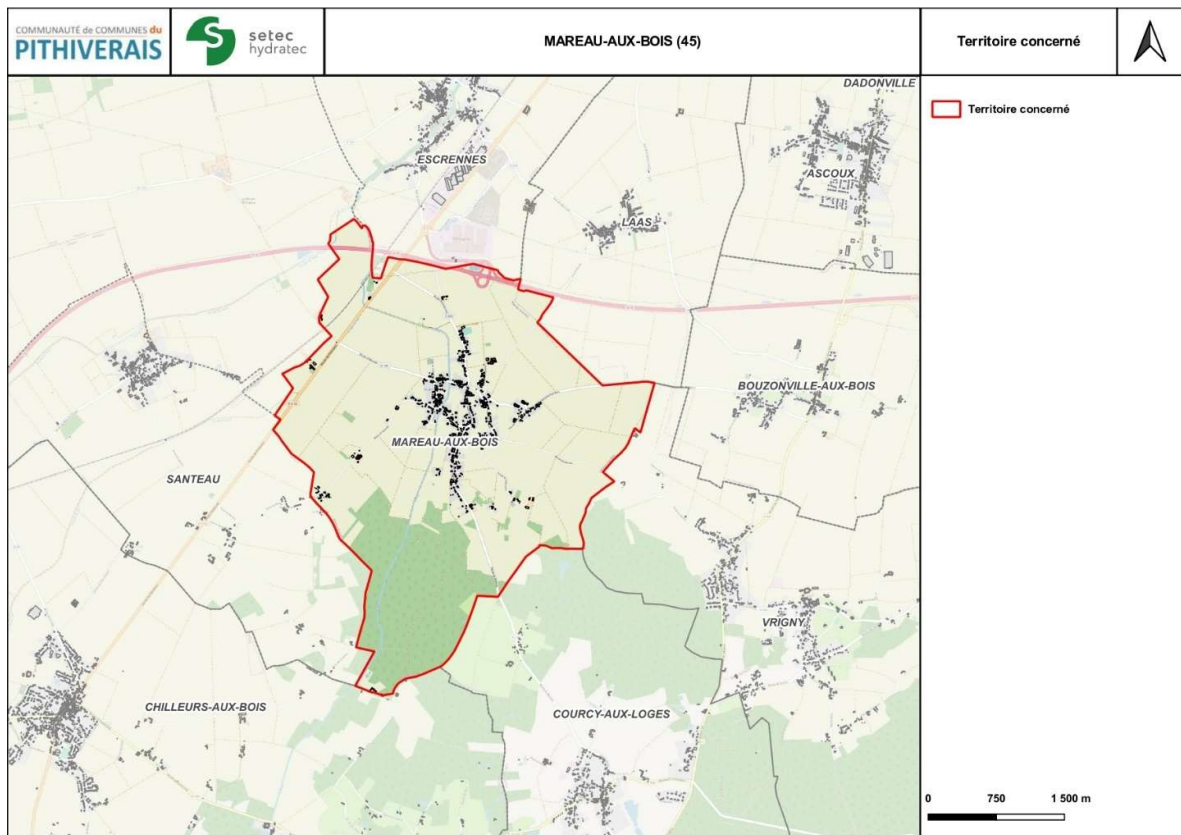 COMMUNAUTÉ de COMMUNES du
PITHIVERAIS
setec
hydratec
MAREAU-AUX-BOIS (45)
Territoire concerné
Territoire concerné
DADONVILLE
ESCRENNES
ASCOUX
LAAS
BOUZONVILLE-AUX-BOIS
MAREAU-AUX-BOIS
SANTEAU
VRIGNY
CHILLEURS-AUX-BOIS
COURCY-AUX-LOGES
0 750 1 500 m